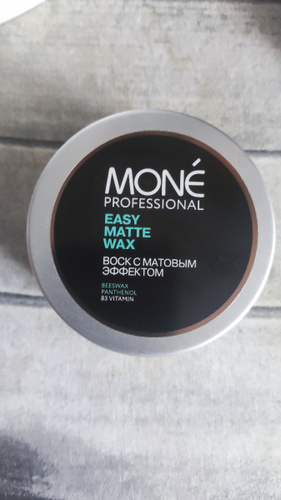 MONÉ
PROFESSIONAL
EASY
MATTE
WAX
ВОСК С МАТОВЫМ
ЭФФЕКТОМ
BEESWAX
PANTHENOL
B3 VITAMIN